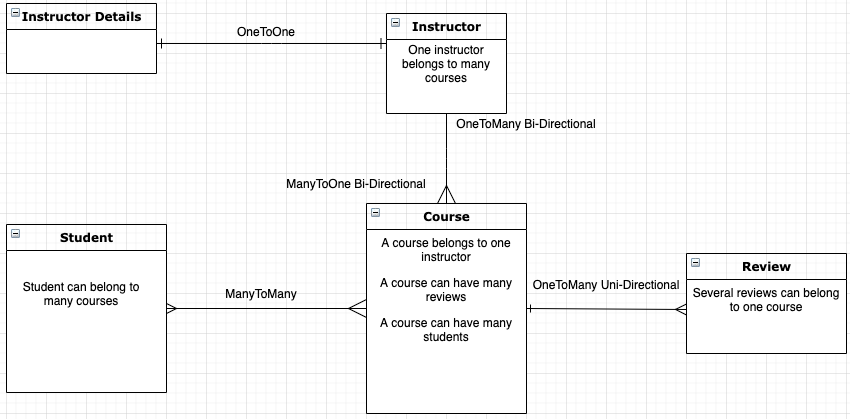 Instructor Details
OneToOne
Instructor
One instructor
belongs to many
courses
OneToMany Bi-Directional
ManyToOne Bi-Directional
Course
A course belongs to one
instructor
A course can have many
reviews
A course can have many
students
Student
Student can belong to
many courses
ManyToMany
OneToMany Uni-Directional
Review
Several reviews can belong
to one course